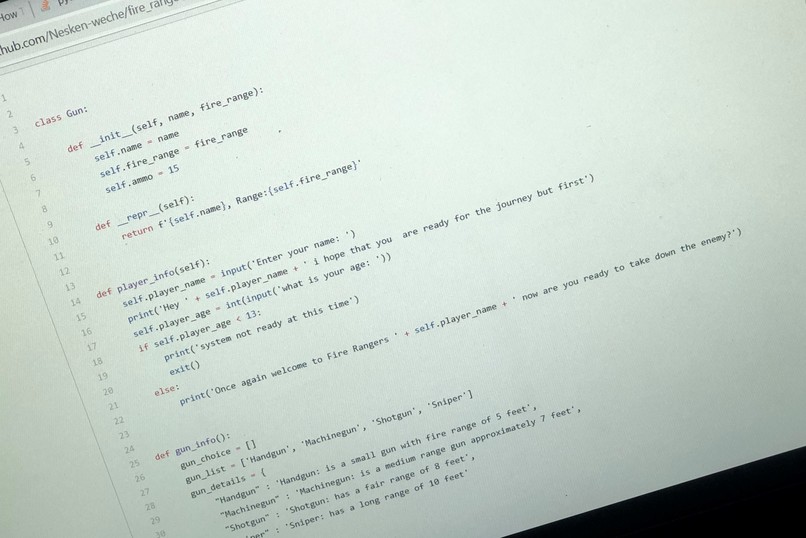 How
hub.com/Nesken-weche/fire_rang
1
2
3 class Gun:
4
5 def __init__(self, name, fire_range):
6 self.name = name
7 self.fire_range = fire_range
8 self.ammo = 15
9
10 def __repr__(self):
11 return f'{self.name}, Range:{self.fire_range}'
12
13
14 def player_info(self):
15 self.player_name = input('Enter your name: ')
16 print('Hey ' + self.player_name + ' i hope that you are ready for the journey but first')
17 self.player_age = int(input('what is your age: '))
18 if self.player_age < 13:
19 print('system not ready at this time')
20 exit()
21 else:
22 print('Once again welcome to Fire Rangers ' + self.player_name + ' now are you ready to take down the enemy?')
23
24
25 def gun_info():
26 gun_choice = []
27 gun_list = ['Handgun', 'Machinegun', 'Shotgun', 'Sniper']
28 gun_details = {
29 "Handgun" : 'Handgun: is a small gun with fire range of 5 feet',
30 "Machinegun" : 'Machinegun: is a medium range gun approximately 7 feet',
"Shotgun" : 'Shotgun: has a fair range of 8 feet',
iper" : 'Sniper: has a long range of 10 feet'